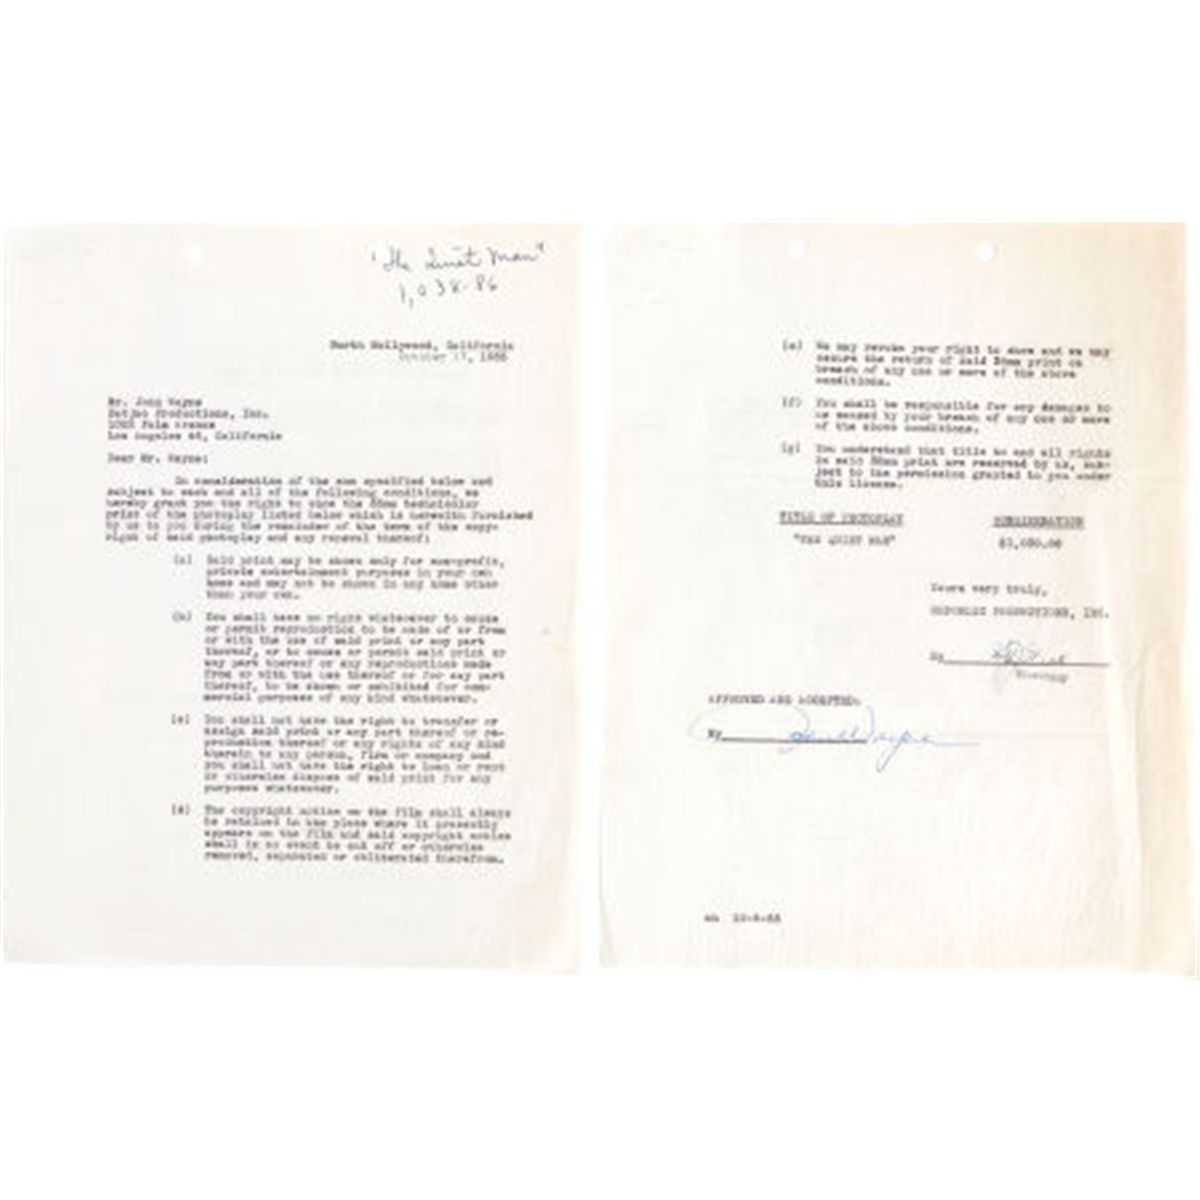 "The Quiet Man"
1,038.86
North Hollywood, California
October 17, 1955
Mr. John Wayne
Batjac Productions, Inc.
1022 Palm Avenue
Los Angeles 46, California
Dear Mr. Wayne:
In consideration of the sum specified below and
subject to each and all of the following conditions, we
hereby grant you the right to show the 35mm technicolor
print of the photoplay listed below which is herewith furnished
by us to you during the remainder of the term of the copy-
right of said photoplay and any renewal thereof:
(a) Said print may be shown only for non-profit,
private entertainment purposes in your own
home and may not be shown in any home other
than your own.
(b) You shall have no right whatsoever to cause
or permit reproduction to be made of or from
or with the use of said print or any part
thereof, or to cause or permit said print or
any part thereof or any reproductions made
from or with the use thereof or for any part
thereof, to be shown or exhibited for com-
mercial purposes of any kind whatsoever.
(c) You shall not have the right to transfer or
assign said print or any part thereof or re-
production thereof or any rights of any kind
therein to any person, firm or company and
you shall not have the right to loan or rent
or otherwise dispose of said print for any
purposes whatsoever.
(d) The copyright notice on the film shall always
be retained in the place where it presently
appears on the film and said copyright notice
shall in no event be cut off or otherwise
removed, separated or obliterated therefrom.
(e) We may revoke your right to show and we may
secure the return of said 35mm print on
breach of any one or more of the above
conditions.
(f) You shall be responsible for any damages to
us caused by your breach of any one or more
of the above conditions.
(g) You understand that title to and all rights
in said 35mm print are reserved by us, sub-
ject to the permission granted to you under
this license.
TITLE OF PHOTOPLAY CONSIDERATION
"THE QUIET MAN"
Yours very truly,
REPUBLIC PRODUCTIONS, INC.
By
APPROVED AND ACCEPTED:
By John Wayne